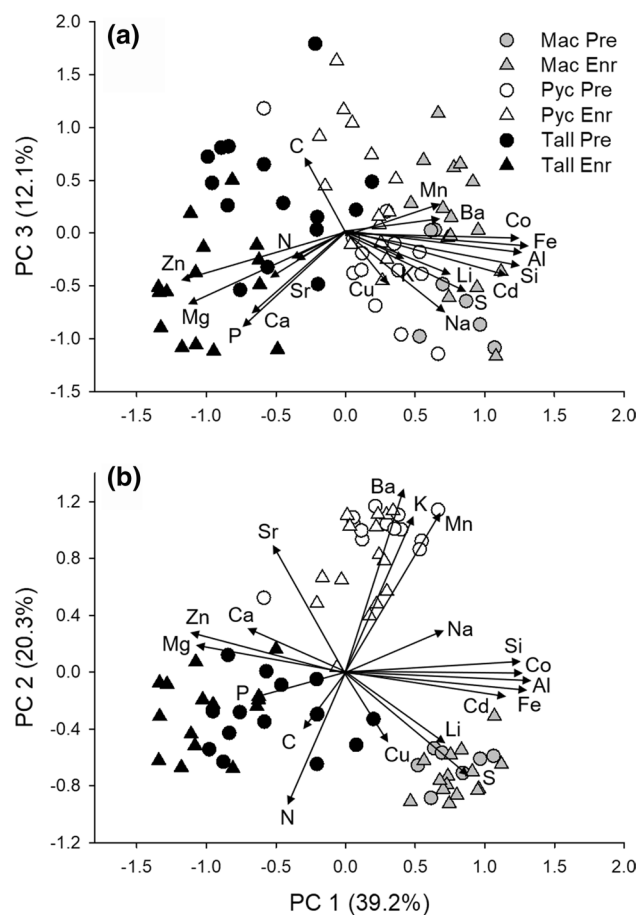 (a)
Mac Pre
Mac Enr
Pyc Pre
Pyc Enr
Tall Pre
Tall Enr
PC 3 (12.1%)
2.0
1.5
1.0
0.5
0.0
-0.5
-1.0
-1.5
C
Mn
Ba
Co
Fe
Al
Si
Cd
Li
S
K
Na
Cu
N
Sr
Zn
Mg
P
Ca
-1.5 -1.0 -0.5 0.0 0.5 1.0 1.5
(b)
PC 2 (20.3%)
1.2
0.8
0.4
0.0
-0.4
-0.8
-1.2
Ba
K
Mn
Sr
Zn
Ca
Mg
Na
Si
Co
Al
Fe
Cd
P
C
N
Cu
Li
S
-1.5 -1.0 -0.5 0.0 0.5 1.0 1.5
PC 1 (39.2%)